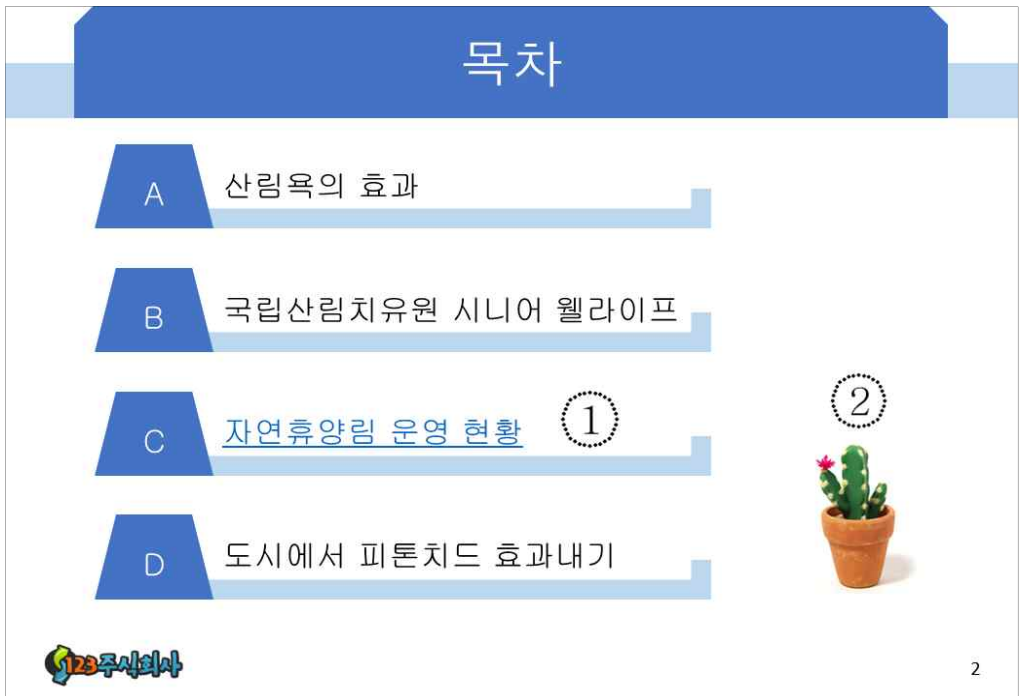 목차
A
산림욕의 효과
B
국립산림치유원 시니어 웰라이프
C
자연휴양림 운영 현황
①
②
D
도시에서 피톤치드 효과내기
123주식회사
2